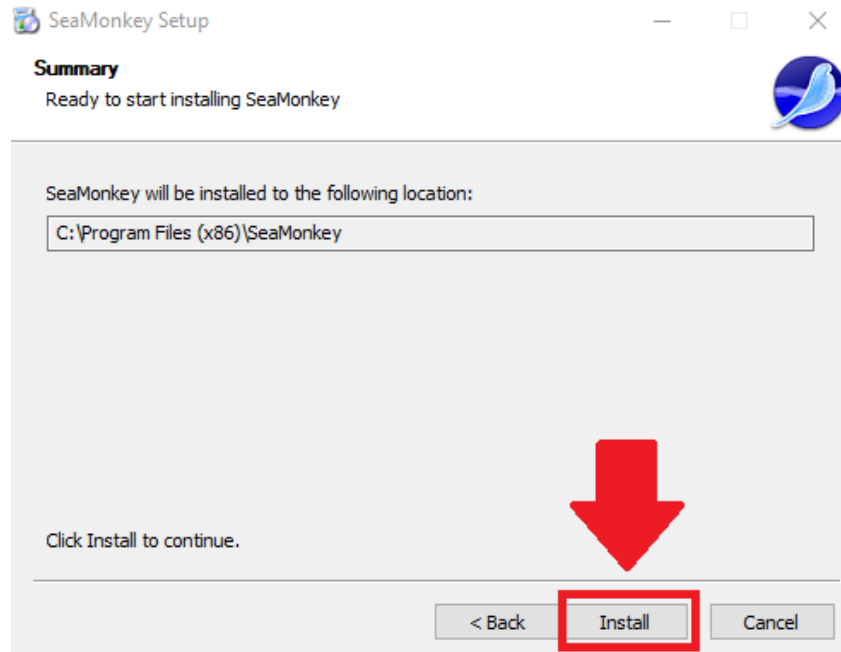 SeaMonkey Setup
Summary
Ready to start installing SeaMonkey
SeaMonkey will be installed to the following location:
C:\Program Files (x86)\SeaMonkey
Click Install to continue.
< Back Install Cancel